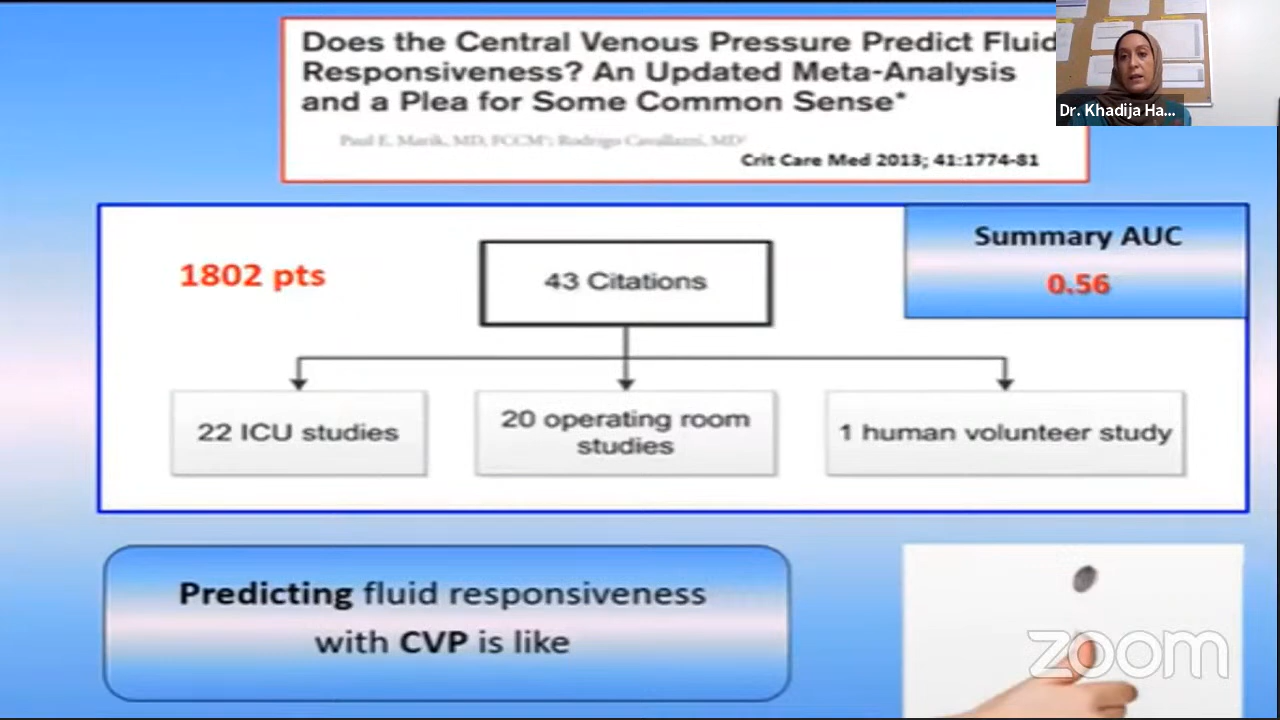 Does the Central Venous Pressure Predict Fluid
Responsiveness? An Updated Meta-Analysis
and a Plea for Some Common Sense*
Paul E. Marik, MD, FCCM¹; Rodrigo Cavallazzi, MD²
Crit Care Med 2013; 41:1774-81
Dr. Khadija Ha...
1802 pts
43 Citations
Summary AUC
0.56
22 ICU studies
20 operating room
studies
1 human volunteer study
Predicting fluid responsiveness
with CVP is like
zoom